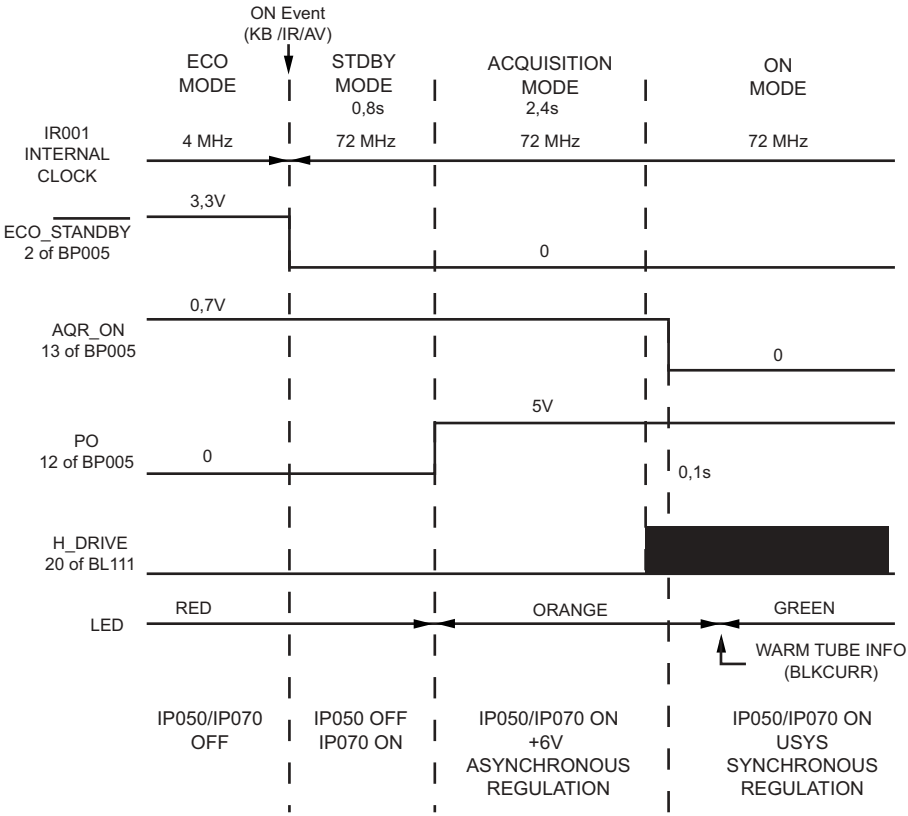 ON Event
(KB /IR/AV)
ECO
MODE
STDBY
MODE
0,8s
ACQUISITION
MODE
2,4s
ON
MODE
IR001
INTERNAL
CLOCK
4 MHz
72 MHz
72 MHz
72 MHz
ECO_STANDBY
2 of BP005
3,3V
0
AQR_ON
13 of BP005
0,7V
0
PO
12 of BP005
0
5V
0,1s
H_DRIVE
20 of BL111
LED
RED
ORANGE
GREEN
WARM TUBE INFO
(BLKCURR)
IP050/IP070
OFF
IP050 OFF
IP070 ON
IP050/IP070 ON
+6V
ASYNCHRONOUS
REGULATION
IP050/IP070 ON
USYS
SYNCHRONOUS
REGULATION